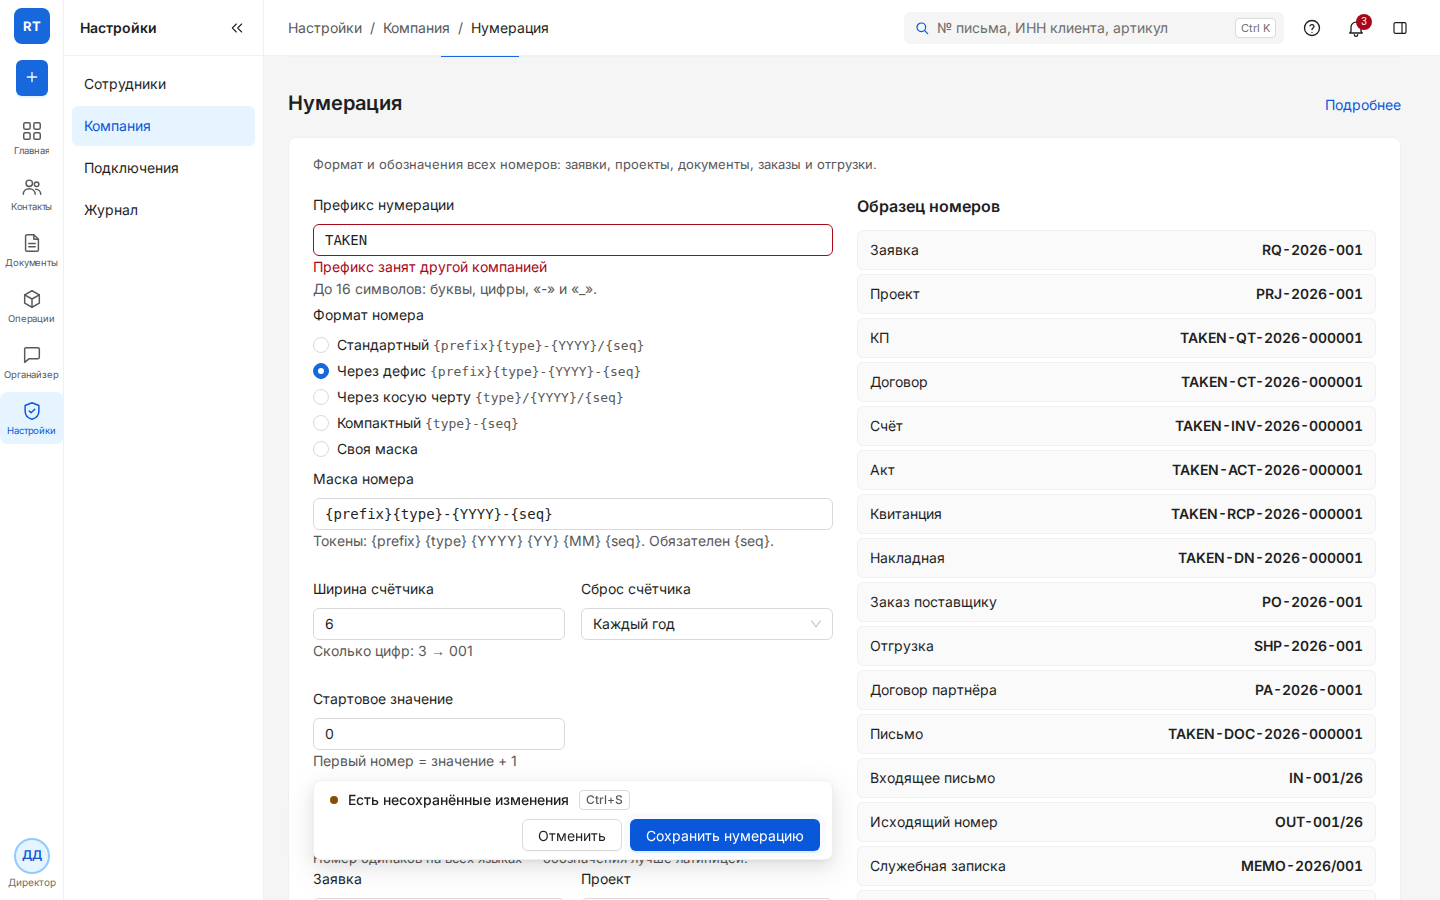 RT
Настройки
Настройки / Компания / Нумерация
№ письма, ИНН клиента, артикул
Ctrl K
3
Главная
Контакты
Документы
Операции
Органайзер
Настройки
ДД
Директор
Сотрудники
Компания
Подключения
Журнал
Нумерация
Подробнее
Формат и обозначения всех номеров: заявки, проекты, документы, заказы и отгрузки.
Префикс нумерации
TAKEN
Префикс занят другой компанией
До 16 символов: буквы, цифры, «-» и «_».
Формат номера
Стандартный {prefix}{type}-{YYYY}/{seq}
Через дефис {prefix}{type}-{YYYY}-{seq}
Через косую черту {type}/{YYYY}/{seq}
Компактный {type}-{seq}
Своя маска
Маска номера
{prefix}{type}-{YYYY}-{seq}
Токены: {prefix} {type} {YYYY} {YY} {MM} {seq}. Обязателен {seq}.
Ширина счётчика
6
Сколько цифр: 3 → 001
Сброс счётчика
Каждый год
Стартовое значение
0
Первый номер = значение + 1
Есть несохранённые изменения Ctrl+S
Отменить
Сохранить нумерацию
Номер одинаков на всех языках — обозначения лучше латиницей.
Заявка
Проект
Образец номеров
Заявка RQ-2026-001
Проект PRJ-2026-001
КП TAKEN-QT-2026-000001
Договор TAKEN-CT-2026-000001
Счёт TAKEN-INV-2026-000001
Акт TAKEN-ACT-2026-000001
Квитанция TAKEN-RCP-2026-000001
Накладная TAKEN-DN-2026-000001
Заказ поставщику PO-2026-001
Отгрузка SHP-2026-001
Договор партнёра PA-2026-0001
Письмо TAKEN-DOC-2026-000001
Входящее письмо IN-001/26
Исходящий номер OUT-001/26
Служебная записка MEMO-2026/001